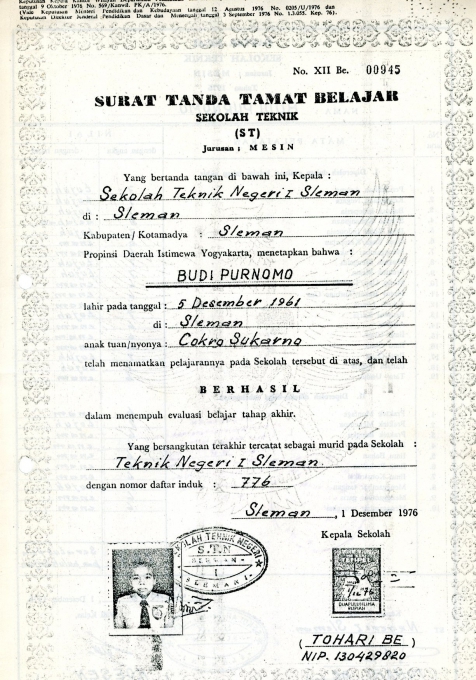 tanggal 9 Oktober 1976 No. 569/Kanwil. PK/A/1976.
(Vide Keputusan Menteri Pendidikan dan Kebudayaan tanggal 12 Agustus 1976 No. 0205/U/1976 dan
Keputusan Direktur Jenderal Pendidikan Dasar dan Menengah tanggal 3 September 1976 No. 1.3.055. Kep. 76).
No. XII Be. 00945
SURAT TANDA TAMAT BELAJAR
SEKOLAH TEKNIK
(ST)
Jurusan ; MESIN
Yang bertanda tangan di bawah ini, Kepala :
Sekolah Teknik Negeri I Sleman
di : Sleman
Kabupaten / Kotamadya : Sleman
Propinsi Daerah Istimewa Yogyakarta, menetapkan bahwa :
BUDI PURNOMO
lahir pada tanggal : 5 Desember 1961
di : Sleman
anak tuan/nyonya : Cokro Sukarno
telah menamatkan pelajarannya pada Sekolah tersebut di atas, dan telah
BERHASIL
dalam menempuh evaluasi belajar tahap akhir.
Yang bersangkutan terakhir tercatat sebagai murid pada Sekolah :
Teknik Negeri I Sleman
dengan nomor daftar induk : 776
Sleman, 1 Desember 1976
Kepala Sekolah
SEKOLAH TEKNIK NEGERI
S.T.N
I
SLEMAN I
DUAPULUHLIMA
RUPIAH
( TOHARI BE )
NIP. 130429820